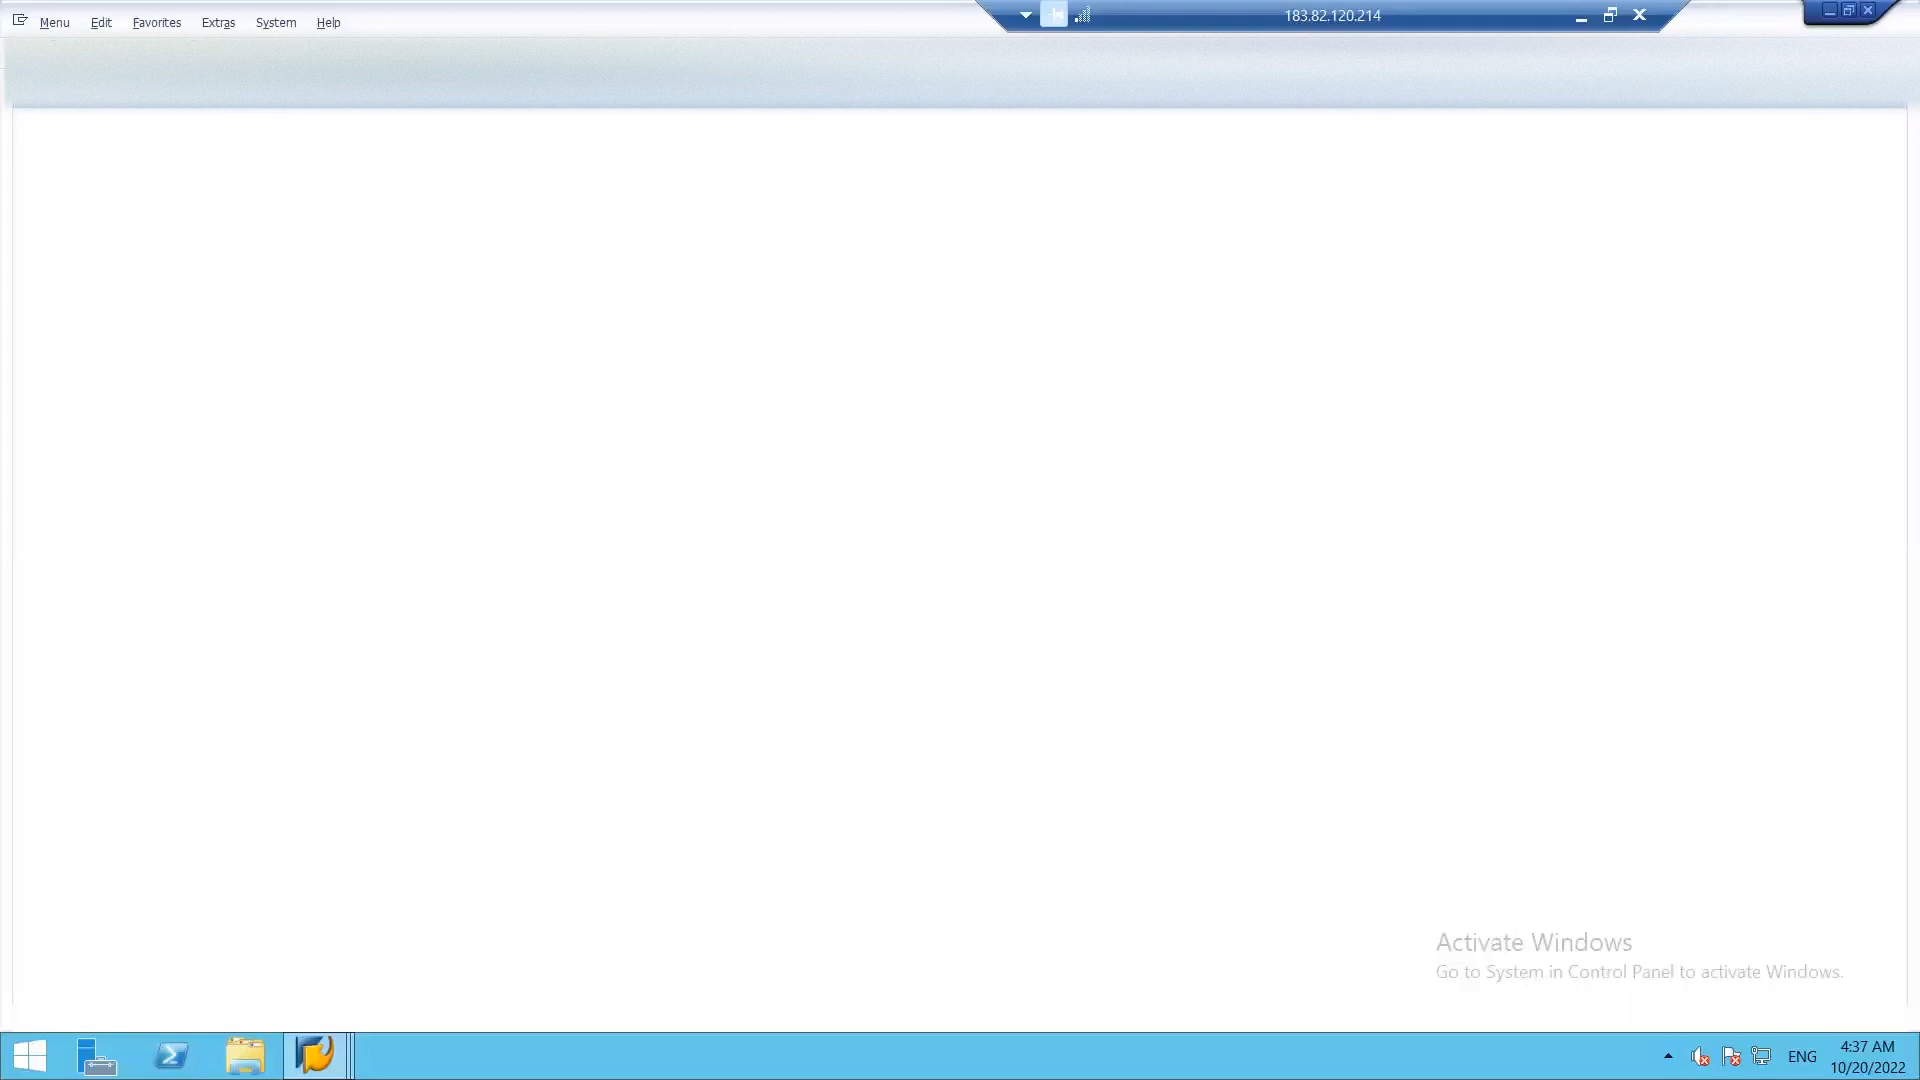 Menu Edit Favorites Extras System Help
183.82.120.214
Activate Windows
Go to System in Control Panel to activate Windows.
ENG
4:37 AM
10/20/2022